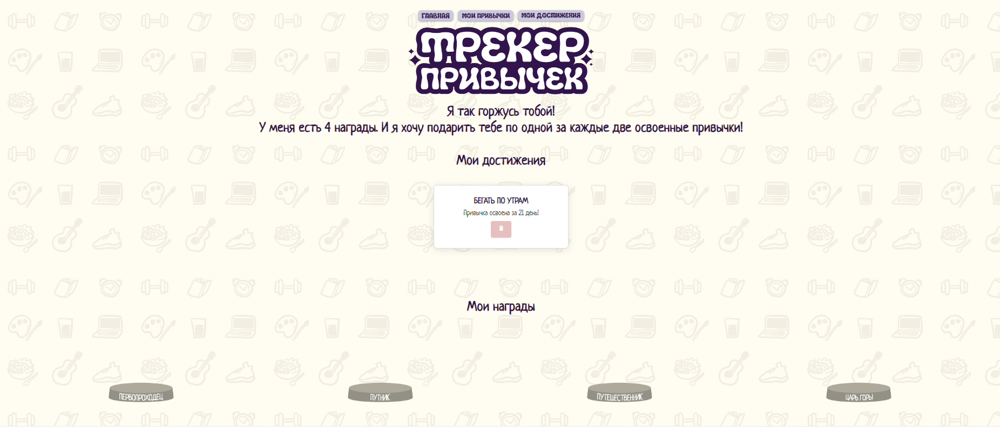 ГЛАВНАЯ
МОИ ПРИВЫЧКИ
МОИ ДОСТИЖЕНИЯ
ТРЕКЕР
ПРИВЫЧЕК
Я так горжусь тобой!
У меня есть 4 награды. И я хочу подарить тебе по одной за каждые две освоенные привычки!
Мои достижения
БЕГАТЬ ПО УТРАМ
Привычка освоена за 21 день!
Мои награды
ПЕРВОПРОХОДЕЦ
ПУТНИК
ПУТЕШЕСТВЕННИК
ЦАРЬ ГОРЫ